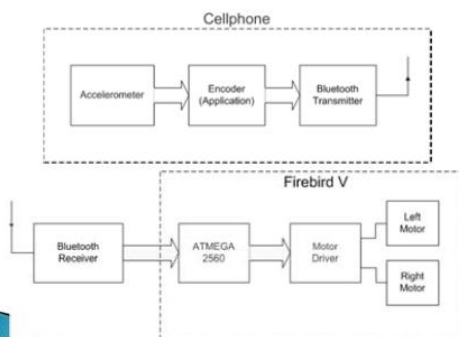 Cellphone
Accelerometer
Encoder
(Application)
Bluetooth
Transmitter
Firebird V
Bluetooth
Receiver
ATMEGA
2560
Motor
Driver
Left
Motor
Right
Motor